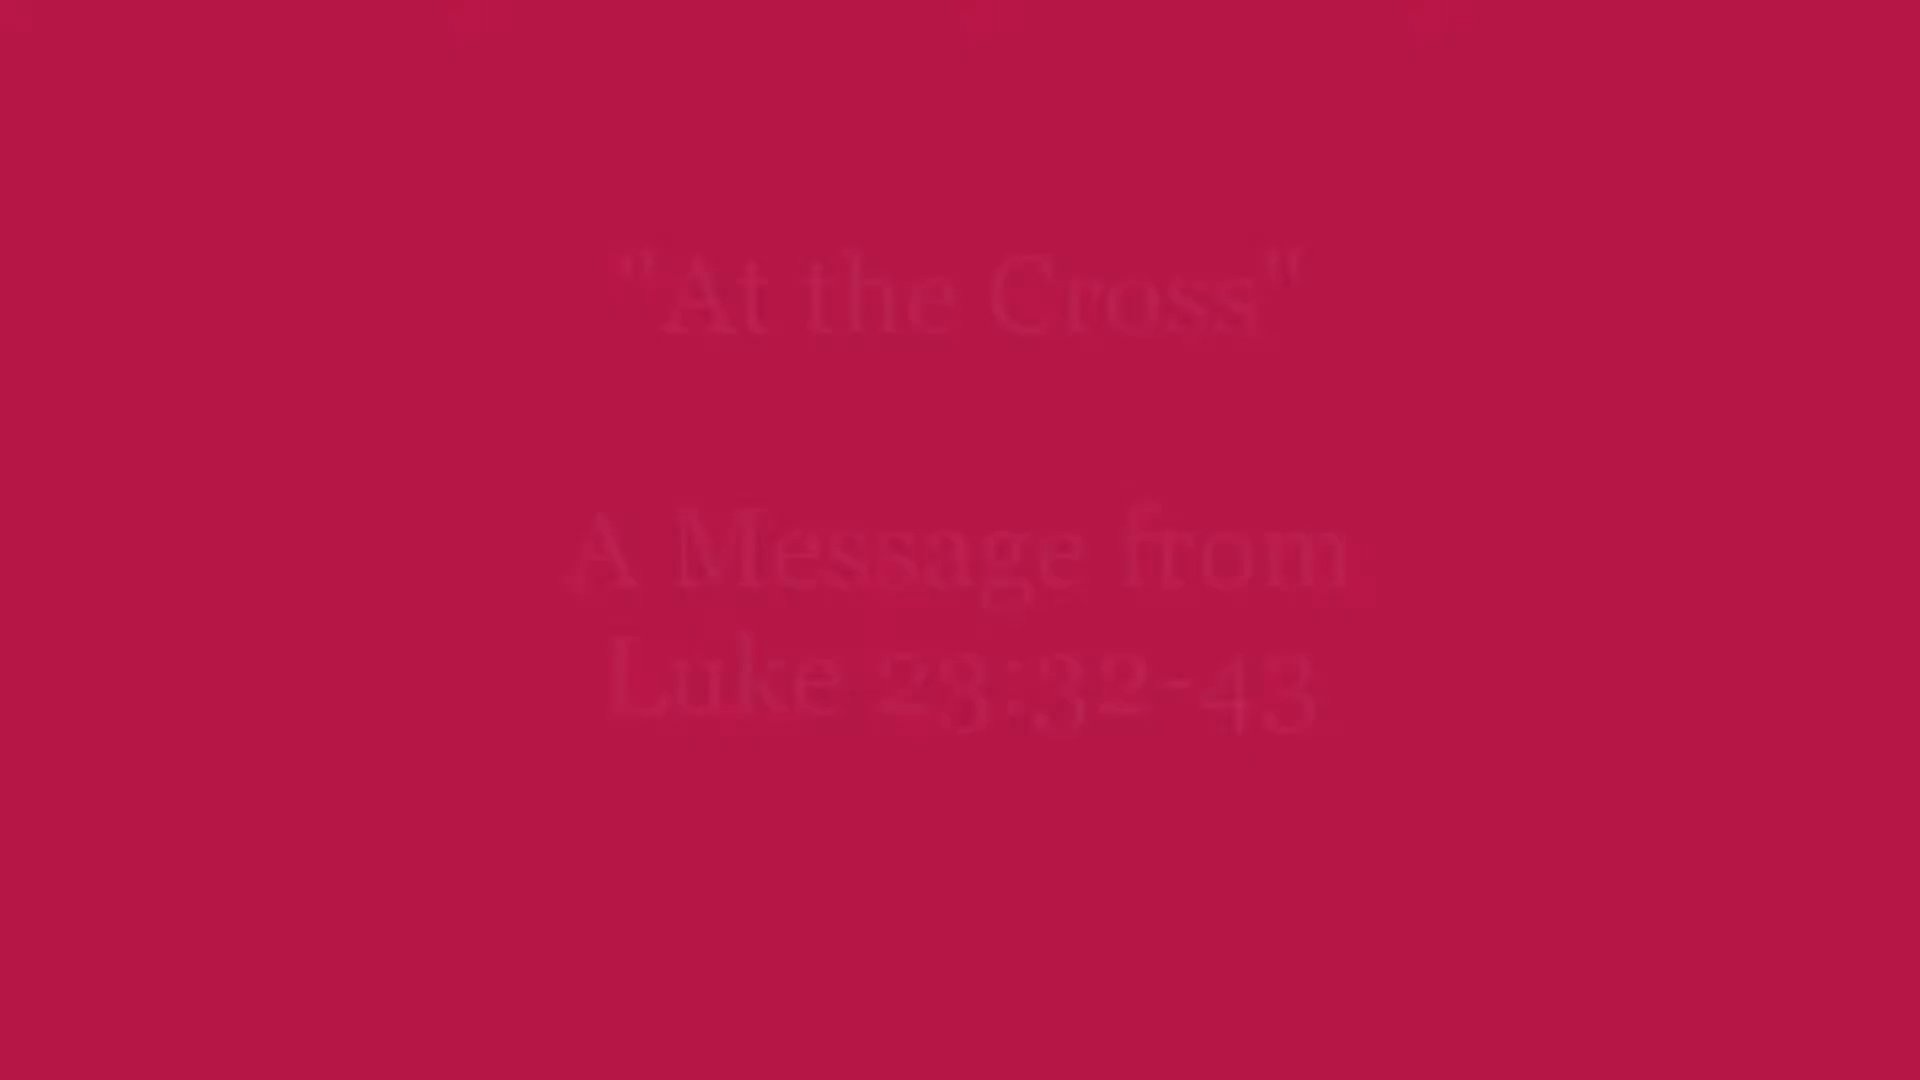 "At the Cross"
A Message from
Luke 23:32-43